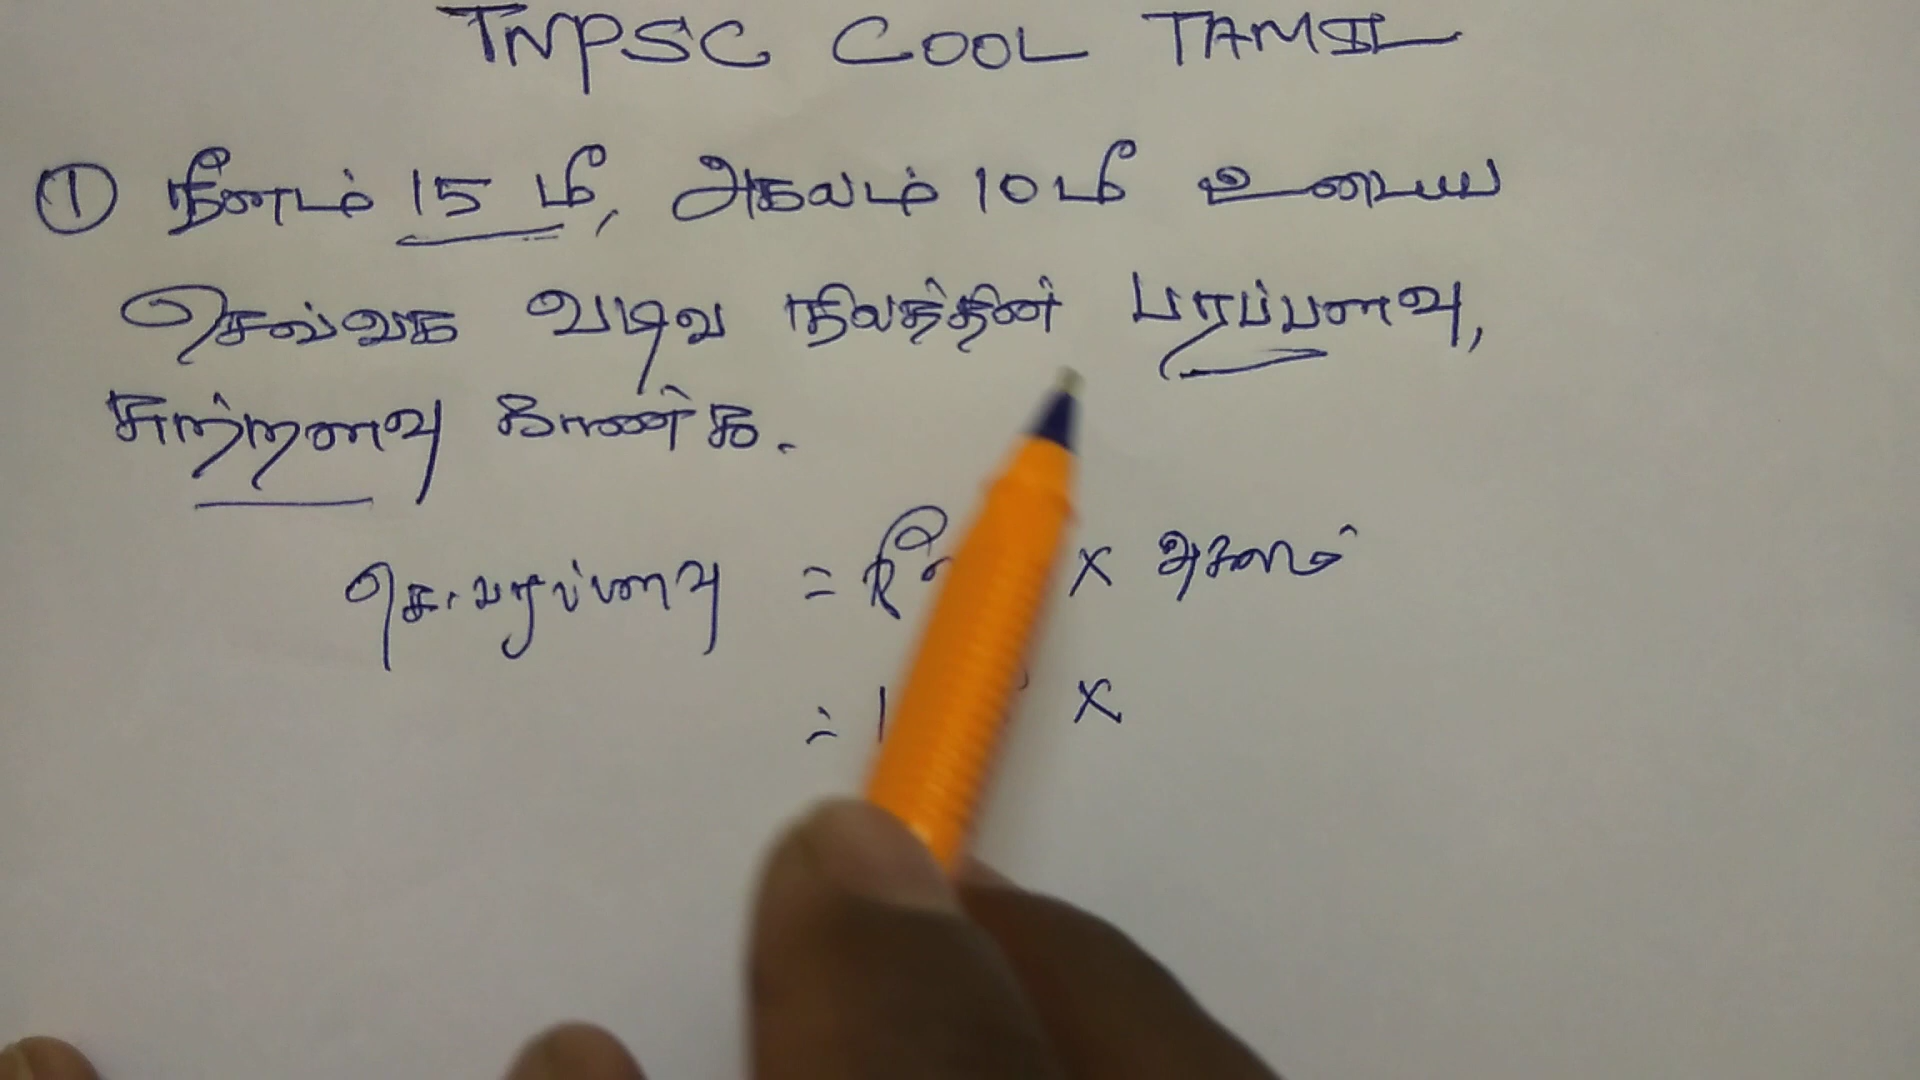 TNPSC COOL TAMIL
① நீளம் 15 மீ, அகலம் 10 மீ உடைய
செவ்வக வடிவ நிலத்தின் பரப்பளவு,
சுற்றளவு காண்க.
செ. பரப்பளவு = × அகலம்
= ×